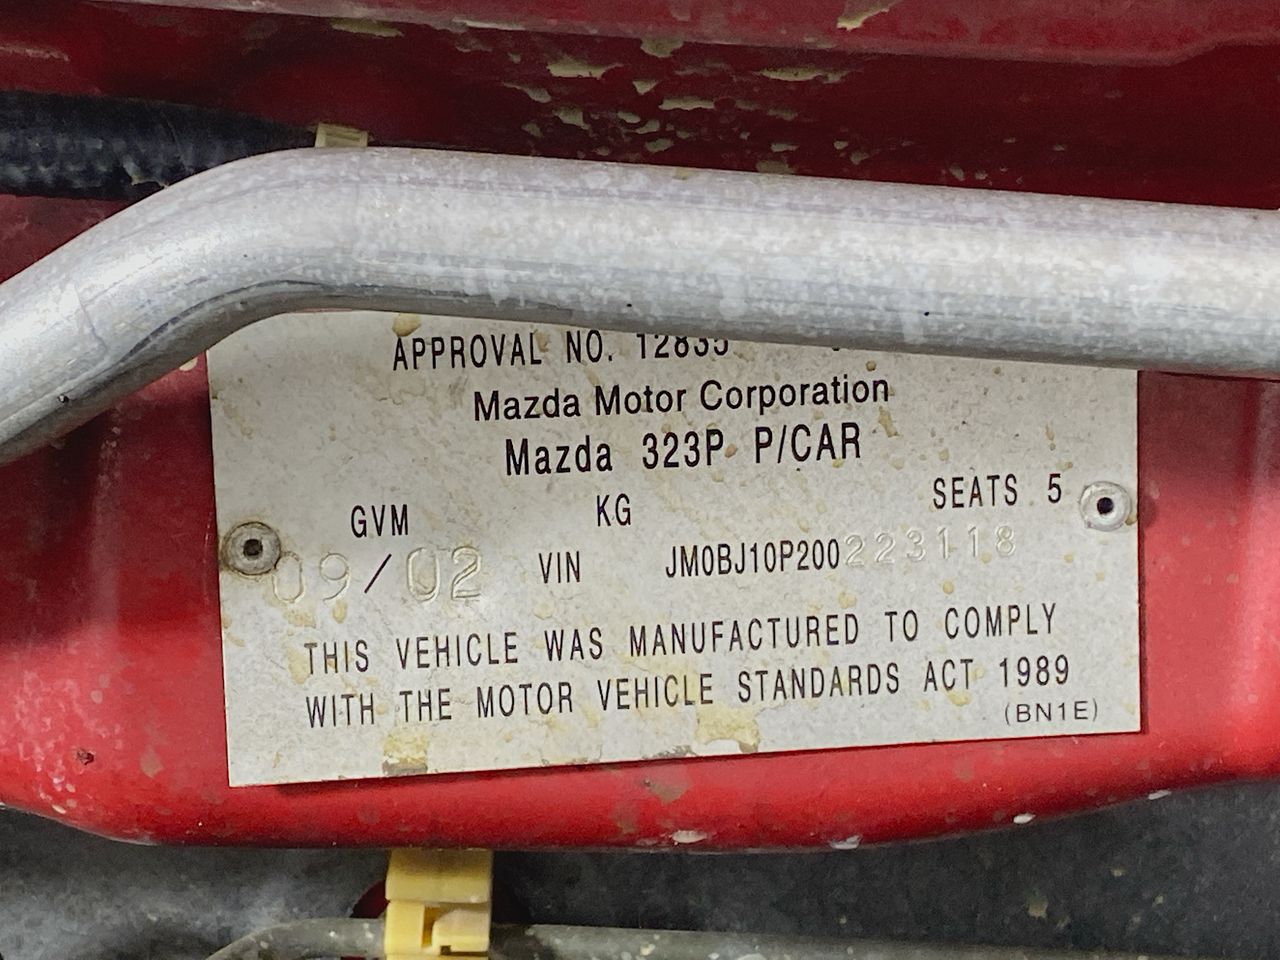 APPROVAL NO. 12835
Mazda Motor Corporation
Mazda 323P P/CAR
GVM KG SEATS 5
09/02 VIN JM0BJ10P200223118
THIS VEHICLE WAS MANUFACTURED TO COMPLY
WITH THE MOTOR VEHICLE STANDARDS ACT 1989
(BN1E)